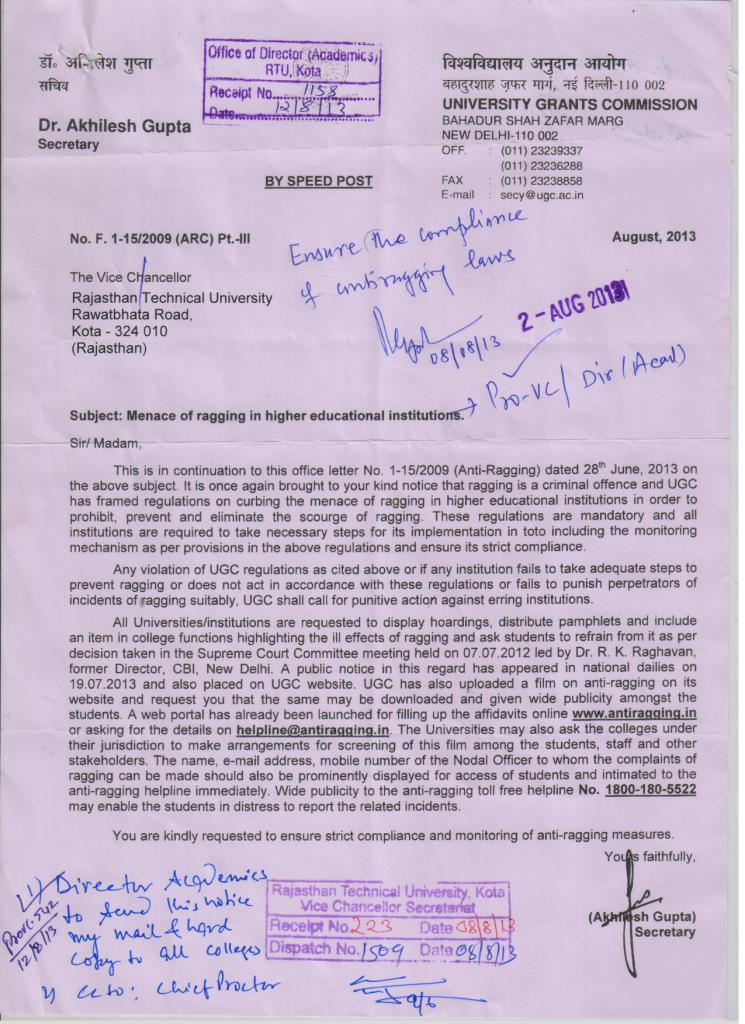 डॉ० अखिलेश गुप्ता
सचिव
Dr. Akhilesh Gupta
Secretary
Office of Director (Academics)
RTU, Kota
Receipt No. 1158
Date 12/8/13
विश्वविद्यालय अनुदान आयोग
बहादुरशाह ज़फर मार्ग, नई दिल्ली-110 002
UNIVERSITY GRANTS COMMISSION
BAHADUR SHAH ZAFAR MARG
NEW DELHI-110 002
OFF. : (011) 23239337
(011) 23236288
FAX : (011) 23238858
E-mail : secy@ugc.ac.in
BY SPEED POST
No. F. 1-15/2009 (ARC) Pt.-III
August, 2013
Ensure the compliance
of antiragging laws
08/08/13
2-AUG 2013
→ Pro-VC/ Dir (Acad)
The Vice Chancellor
Rajasthan Technical University
Rawatbhata Road,
Kota - 324 010
(Rajasthan)
Subject: Menace of ragging in higher educational institutions.
Sir/ Madam,
This is in continuation to this office letter No. 1-15/2009 (Anti-Ragging) dated 28th June, 2013 on
the above subject. It is once again brought to your kind notice that ragging is a criminal offence and UGC
has framed regulations on curbing the menace of ragging in higher educational institutions in order to
prohibit, prevent and eliminate the scourge of ragging. These regulations are mandatory and all
institutions are required to take necessary steps for its implementation in toto including the monitoring
mechanism as per provisions in the above regulations and ensure its strict compliance.
Any violation of UGC regulations as cited above or if any institution fails to take adequate steps to
prevent ragging or does not act in accordance with these regulations or fails to punish perpetrators of
incidents of ragging suitably, UGC shall call for punitive action against erring institutions.
All Universities/institutions are requested to display hoardings, distribute pamphlets and include
an item in college functions highlighting the ill effects of ragging and ask students to refrain from it as per
decision taken in the Supreme Court Committee meeting held on 07.07.2012 led by Dr. R. K. Raghavan,
former Director, CBI, New Delhi. A public notice in this regard has appeared in national dailies on
19.07.2013 and also placed on UGC website. UGC has also uploaded a film on anti-ragging on its
website and request you that the same may be downloaded and given wide publicity amongst the
students. A web portal has already been launched for filling up the affidavits online www.antiragging.in
or asking for the details on helpline@antiragging.in. The Universities may also ask the colleges under
their jurisdiction to make arrangements for screening of this film among the students, staff and other
stakeholders. The name, e-mail address, mobile number of the Nodal Officer to whom the complaints of
ragging can be made should also be prominently displayed for access of students and intimated to the
anti-ragging helpline immediately. Wide publicity to the anti-ragging toll free helpline No. 1800-180-5522
may enable the students in distress to report the related incidents.
You are kindly requested to ensure strict compliance and monitoring of anti-ragging measures.
Yours faithfully,
(Akhilesh Gupta)
Secretary
1) Director Academics
to send this notice
my mail & hard
copy to all colleges
ProVC-542
12/8/13
Chief Proctor
Rajasthan Technical University, Kota
Vice Chancellor Secretariat
Receipt No 223 Date 08/8/13
Dispatch No. 1509 Date 08/8/13